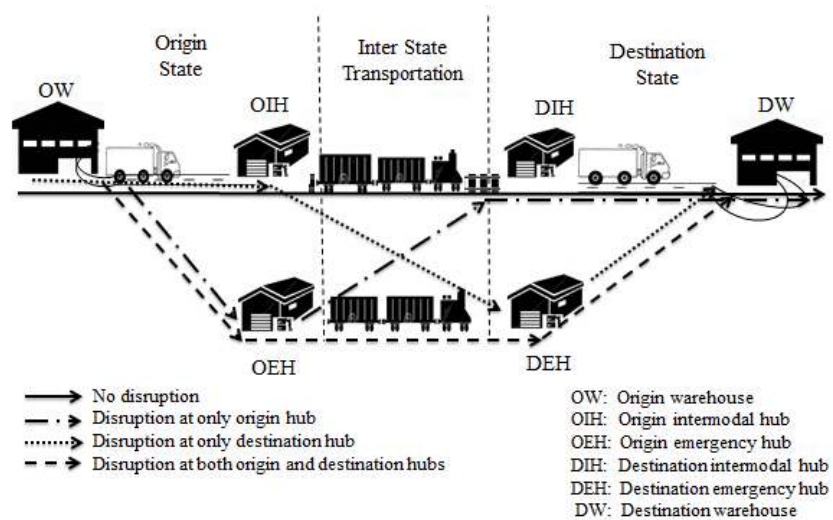 Origin
State
Inter State
Transportation
Destination
State
OW
OIH
DIH
DW
OEH
DEH
No disruption
Disruption at only origin hub
Disruption at only destination hub
Disruption at both origin and destination hubs
OW: Origin warehouse
OIH: Origin intermodal hub
OEH: Origin emergency hub
DIH: Destination intermodal hub
DEH: Destination emergency hub
DW: Destination warehouse